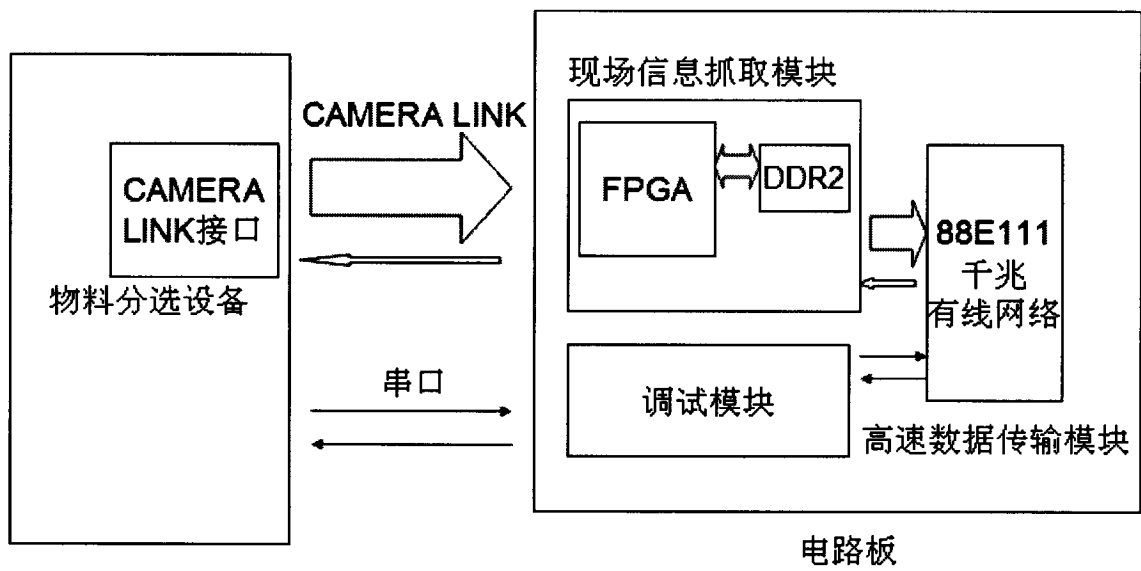 现场信息抓取模块
CAMERA LINK
CAMERA
LINK接口
FPGA
DDR2
88E111
千兆
有线网络
物料分选设备
串口
调试模块
高速数据传输模块
电路板